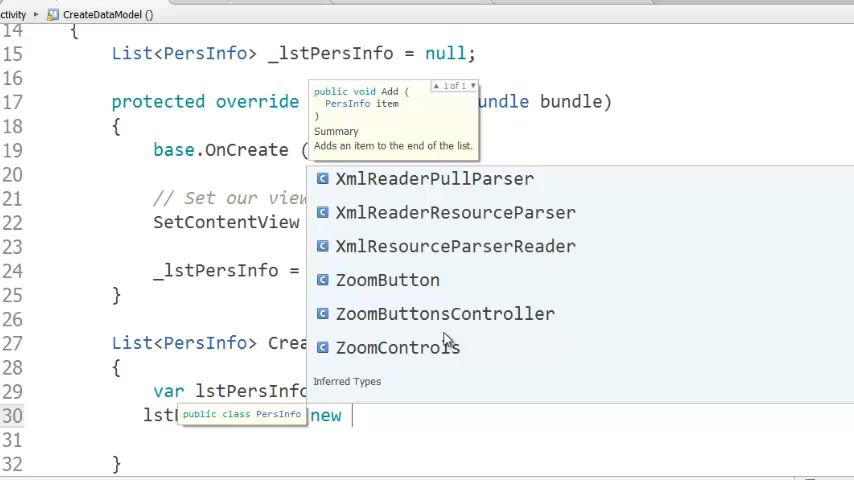 ctivity ▸ CreateDataModel ()
14 {
15 List<PersInfo> _lstPersInfo = null;
16
17 protected override undle bundle)
18 {
19 base.OnCreate (
20
21 // Set our view
22 SetContentView
23
24 _lstPersInfo =
25 }
26
27 List<PersInfo> Crea
28 {
29 var lstPersInfo
30 lst new
31
32 }
public void Add (
▲ 1 of 1 ▼
PersInfo item
)
Summary
Adds an item to the end of the list.
XmlReaderPullParser
XmlReaderResourceParser
XmlResourceParserReader
ZoomButton
ZoomButtonsController
ZoomControls
Inferred Types
public class PersInfo